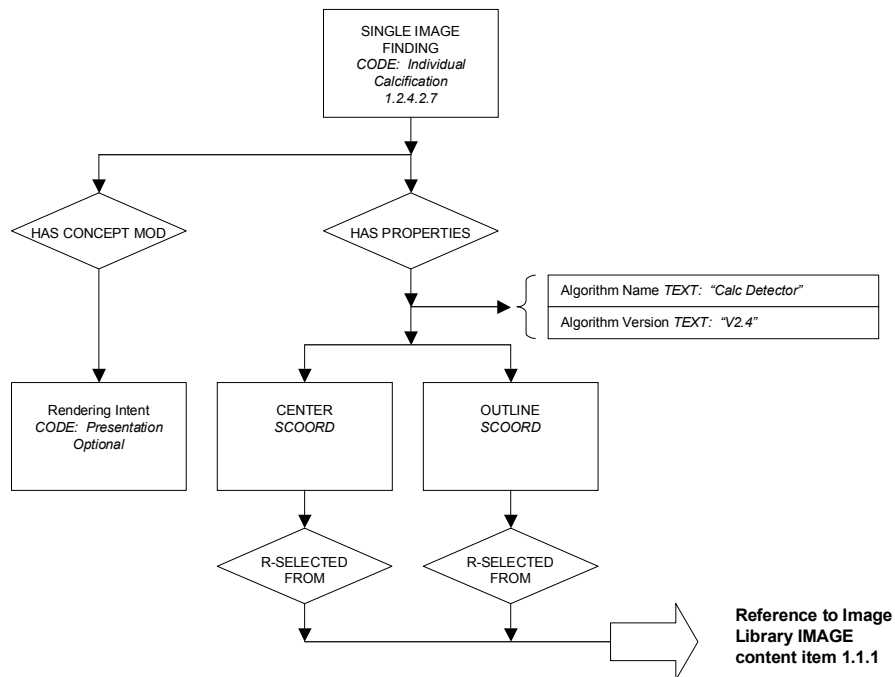 SINGLE IMAGE
FINDING
CODE: Individual
Calcification
1.2.4.2.7
HAS CONCEPT MOD
HAS PROPERTIES
Algorithm Name TEXT: “Calc Detector”
Algorithm Version TEXT: “V2.4”
Rendering Intent
CODE: Presentation
Optional
CENTER
SCOORD
OUTLINE
SCOORD
R-SELECTED
FROM
R-SELECTED
FROM
Reference to Image
Library IMAGE
content item 1.1.1